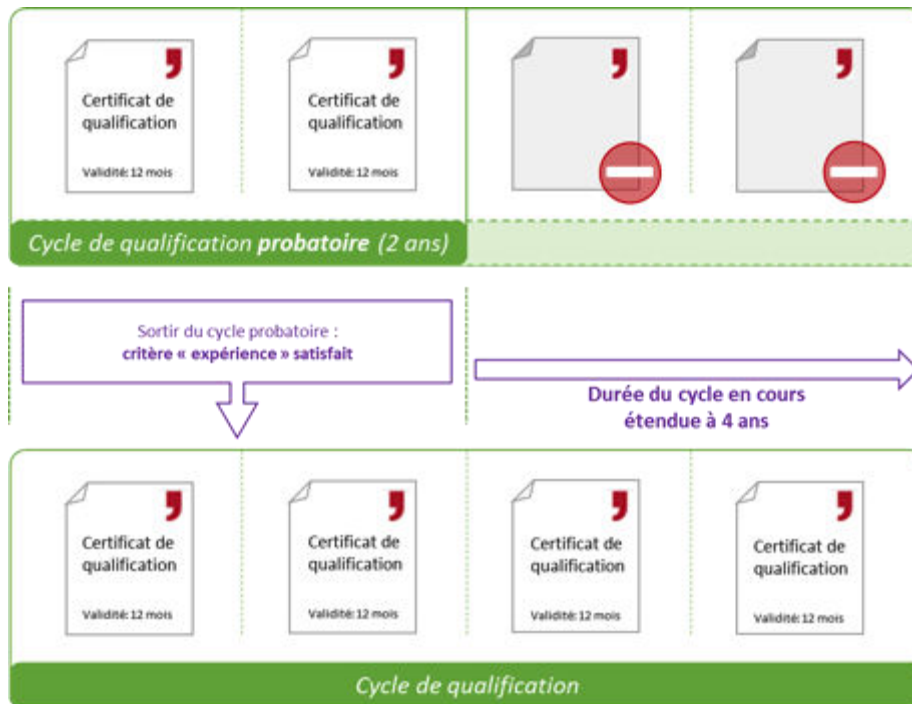 Certificat de
qualification
Validité: 12 mois
Certificat de
qualification
Validité: 12 mois
Cycle de qualification probatoire (2 ans)
Sortir du cycle probatoire :
critère « expérience » satisfait
Durée du cycle en cours
étendue à 4 ans
Certificat de
qualification
Validité: 12 mois
Certificat de
qualification
Validité: 12 mois
Certificat de
qualification
Validité: 12 mois
Certificat de
qualification
Validité: 12 mois
Cycle de qualification